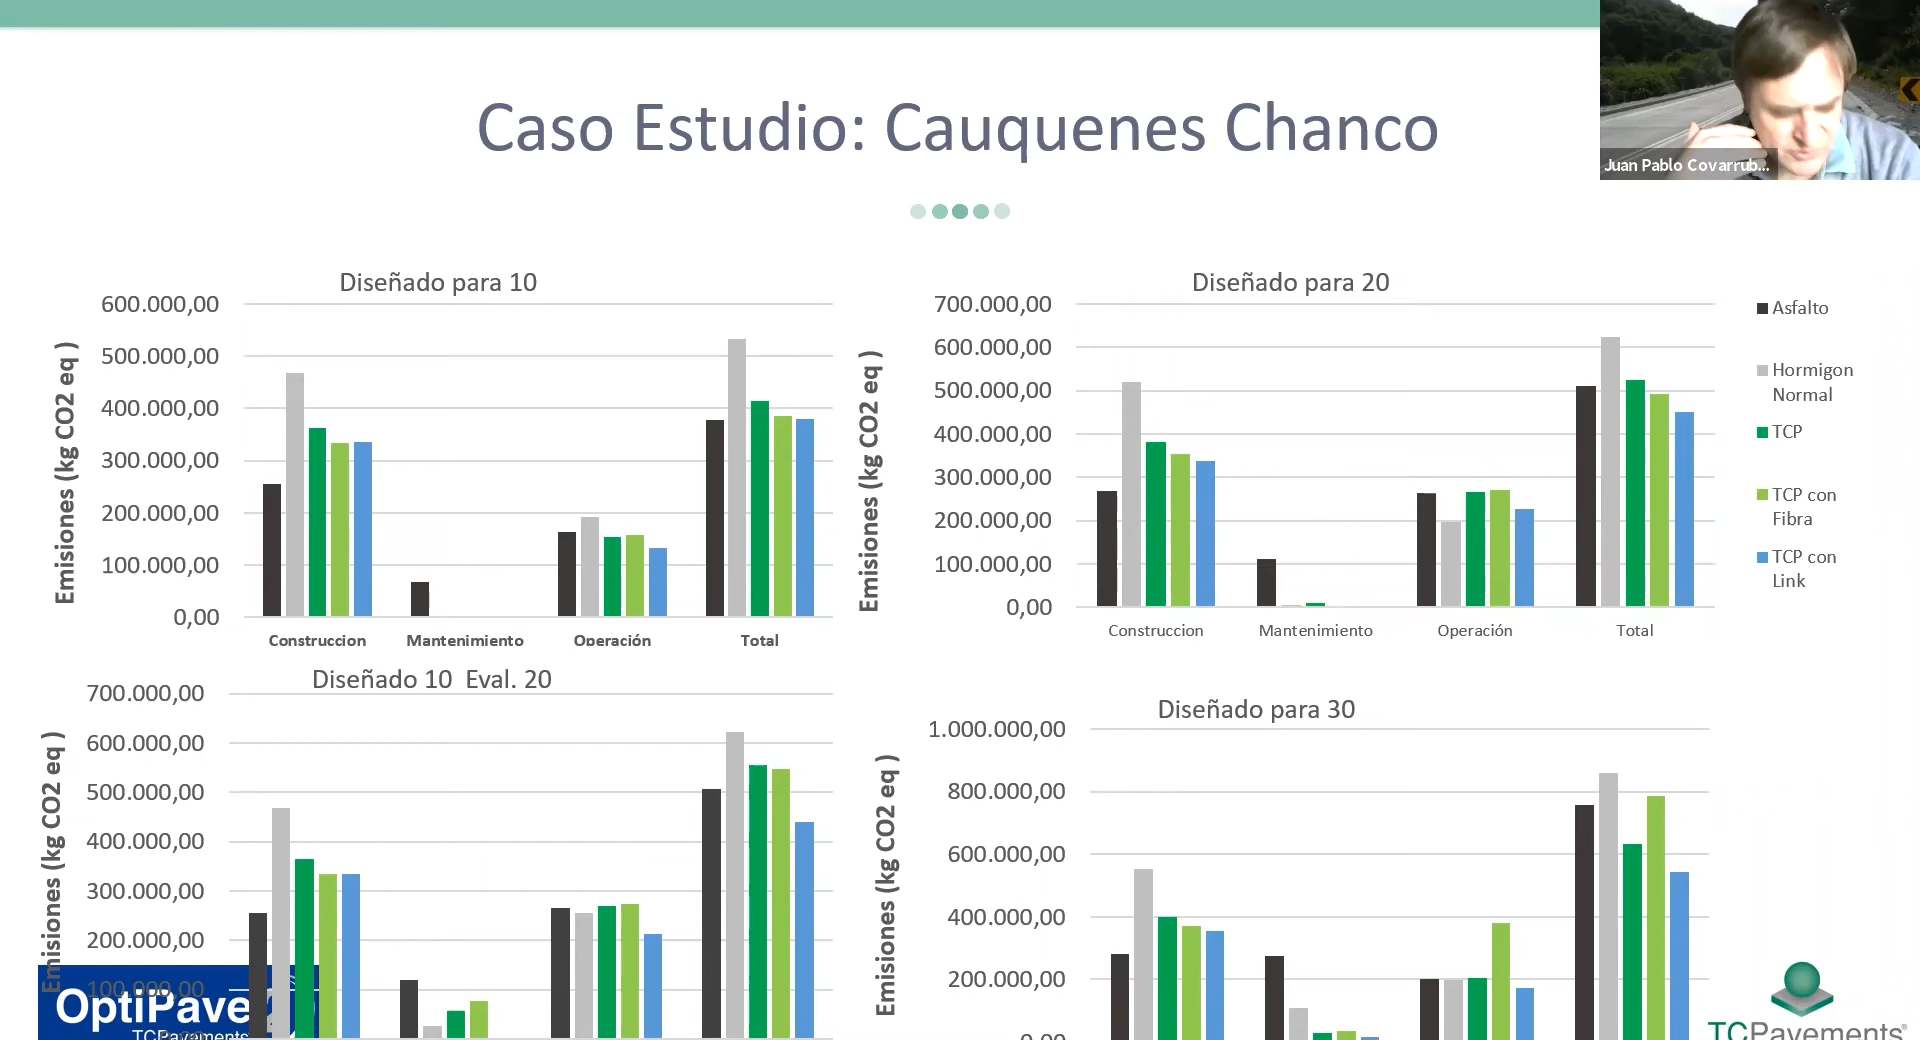 Caso Estudio: Cauquenes Chanco
Juan Pablo Covarrub...
Diseñado para 10
Emisiones (kg CO2 eq )
600.000,00
500.000,00
400.000,00
300.000,00
200.000,00
100.000,00
0,00
Construccion Mantenimiento Operación Total
Diseñado para 20
Emisiones (kg CO2 eq )
700.000,00
600.000,00
500.000,00
400.000,00
300.000,00
200.000,00
100.000,00
0,00
Construccion Mantenimiento Operación Total
Asfalto
Hormigon
Normal
TCP
TCP con
Fibra
TCP con
Link
Diseñado 10 Eval. 20
Emisiones (kg CO2 eq )
700.000,00
600.000,00
500.000,00
400.000,00
300.000,00
200.000,00
100.000,00
OptiPave
TCPavements
Diseñado para 30
Emisiones (kg CO2 eq )
1.000.000,00
800.000,00
600.000,00
400.000,00
200.000,00
0,00
TCPavements®